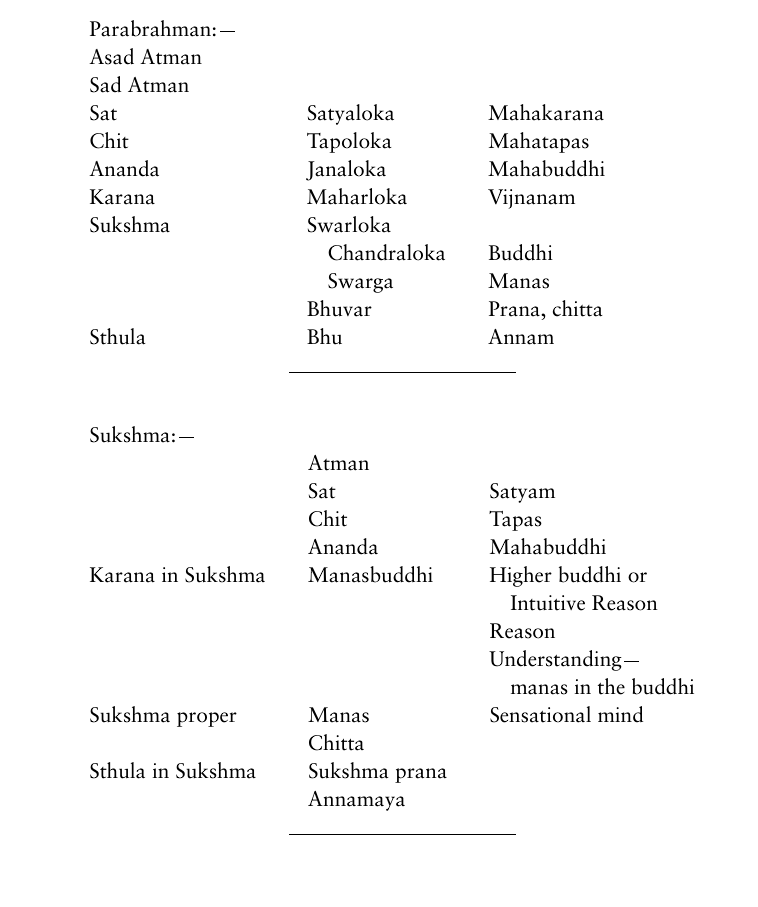 Parabrahman:—
Asad Atman
Sad Atman
Sat Satyaloka Mahakarana
Chit Tapoloka Mahatapas
Ananda Janaloka Mahabuddhi
Karana Maharloka Vijnanam
Sukshma Swarloka
Chandraloka Buddhi
Swarga Manas
Bhuvar Prana, chitta
Sthula Bhu Annam
Sukshma:—
Atman
Sat Satyam
Chit Tapas
Ananda Mahabuddhi
Karana in Sukshma Manasbuddhi Higher buddhi or
Intuitive Reason
Reason
Understanding—
manas in the buddhi
Sukshma proper Manas Sensational mind
Chitta
Sthula in Sukshma Sukshma prana
Annamaya